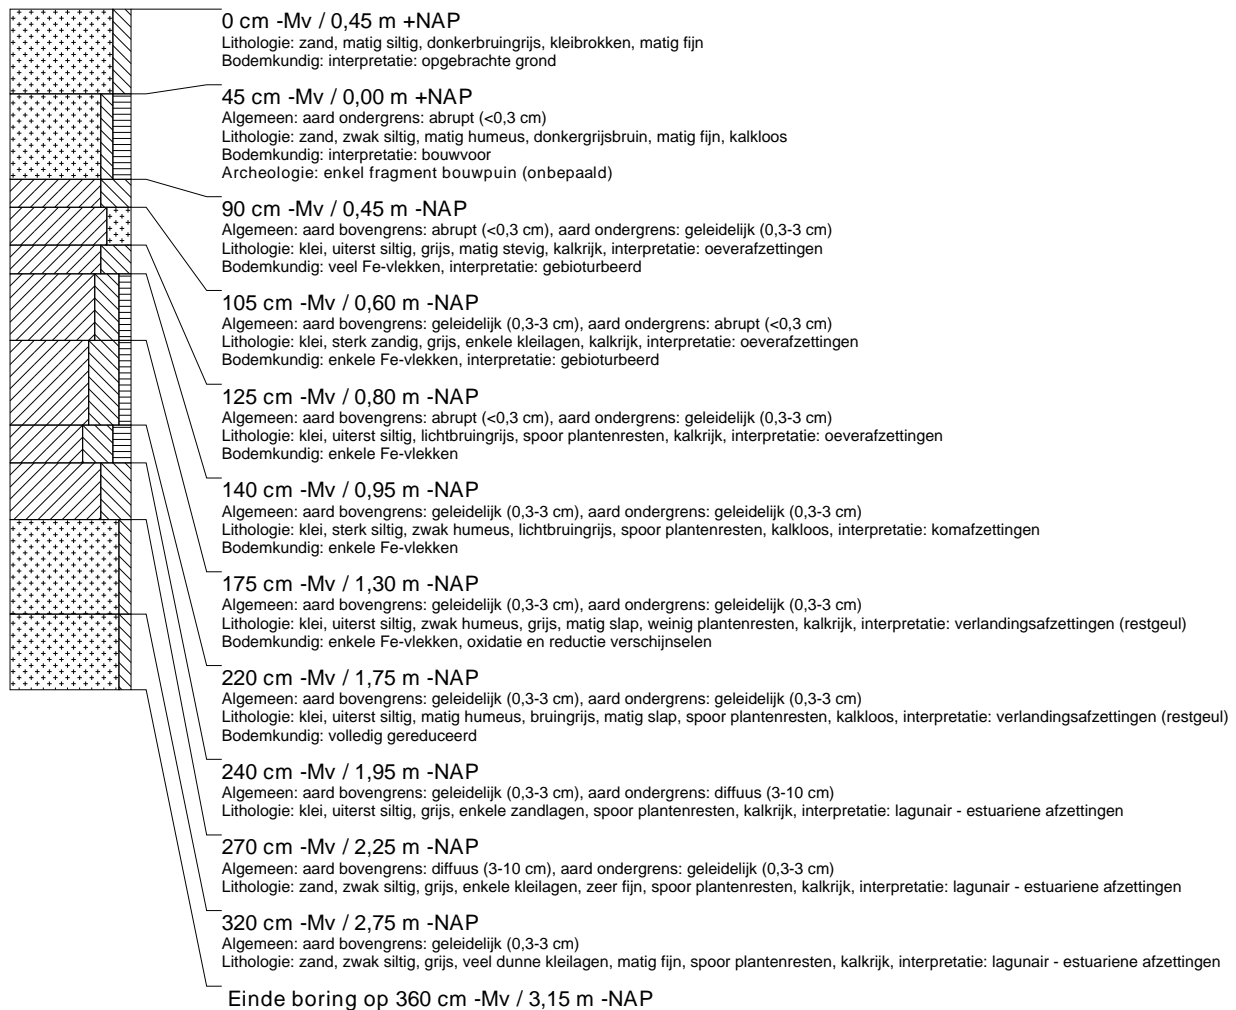 0 cm -Mv / 0,45 m +NAP
Lithologie: zand, matig siltig, donkerbruingrijs, kleibrokken, matig fijn
Bodemkundig: interpretatie: opgebrachte grond
45 cm -Mv / 0,00 m +NAP
Algemeen: aard ondergrens: abrupt (<0,3 cm)
Lithologie: zand, zwak siltig, matig humeus, donkergrijsbruin, matig fijn, kalkloos
Bodemkundig: interpretatie: bouwvoor
Archeologie: enkel fragment bouwpuin (onbepaald)
90 cm -Mv / 0,45 m -NAP
Algemeen: aard bovengrens: abrupt (<0,3 cm), aard ondergrens: geleidelijk (0,3-3 cm)
Lithologie: klei, uiterst siltig, grijs, matig stevig, kalkrijk, interpretatie: oeverafzettingen
Bodemkundig: veel Fe-vlekken, interpretatie: gebioturbeerd
105 cm -Mv / 0,60 m -NAP
Algemeen: aard bovengrens: geleidelijk (0,3-3 cm), aard ondergrens: abrupt (<0,3 cm)
Lithologie: klei, sterk zandig, grijs, enkele kleilagen, kalkrijk, interpretatie: oeverafzettingen
Bodemkundig: enkele Fe-vlekken, interpretatie: gebioturbeerd
125 cm -Mv / 0,80 m -NAP
Algemeen: aard bovengrens: abrupt (<0,3 cm), aard ondergrens: geleidelijk (0,3-3 cm)
Lithologie: klei, uiterst siltig, lichtbruingrijs, spoor plantenresten, kalkrijk, interpretatie: oeverafzettingen
Bodemkundig: enkele Fe-vlekken
140 cm -Mv / 0,95 m -NAP
Algemeen: aard bovengrens: geleidelijk (0,3-3 cm), aard ondergrens: geleidelijk (0,3-3 cm)
Lithologie: klei, sterk siltig, zwak humeus, lichtbruingrijs, spoor plantenresten, kalkloos, interpretatie: komafzettingen
Bodemkundig: enkele Fe-vlekken
175 cm -Mv / 1,30 m -NAP
Algemeen: aard bovengrens: geleidelijk (0,3-3 cm), aard ondergrens: geleidelijk (0,3-3 cm)
Lithologie: klei, uiterst siltig, zwak humeus, grijs, matig slap, weinig plantenresten, kalkrijk, interpretatie: verlandingsafzettingen (restgeul)
Bodemkundig: enkele Fe-vlekken, oxidatie en reductie verschijnselen
220 cm -Mv / 1,75 m -NAP
Algemeen: aard bovengrens: geleidelijk (0,3-3 cm), aard ondergrens: geleidelijk (0,3-3 cm)
Lithologie: klei, uiterst siltig, matig humeus, bruingrijs, matig slap, spoor plantenresten, kalkloos, interpretatie: verlandingsafzettingen (restgeul)
Bodemkundig: volledig gereduceerd
240 cm -Mv / 1,95 m -NAP
Algemeen: aard bovengrens: geleidelijk (0,3-3 cm), aard ondergrens: diffuus (3-10 cm)
Lithologie: klei, uiterst siltig, grijs, enkele zandlagen, spoor plantenresten, kalkrijk, interpretatie: lagunair - estuariene afzettingen
270 cm -Mv / 2,25 m -NAP
Algemeen: aard bovengrens: diffuus (3-10 cm), aard ondergrens: geleidelijk (0,3-3 cm)
Lithologie: zand, zwak siltig, grijs, enkele kleilagen, zeer fijn, spoor plantenresten, kalkrijk, interpretatie: lagunair - estuariene afzettingen
320 cm -Mv / 2,75 m -NAP
Algemeen: aard bovengrens: geleidelijk (0,3-3 cm)
Lithologie: zand, zwak siltig, grijs, veel dunne kleilagen, matig fijn, spoor plantenresten, kalkrijk, interpretatie: lagunair - estuariene afzettingen
Einde boring op 360 cm -Mv / 3,15 m -NAP